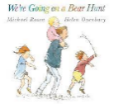 We're Going on a Bear Hunt
Michael Rosen Helen Oxenbury